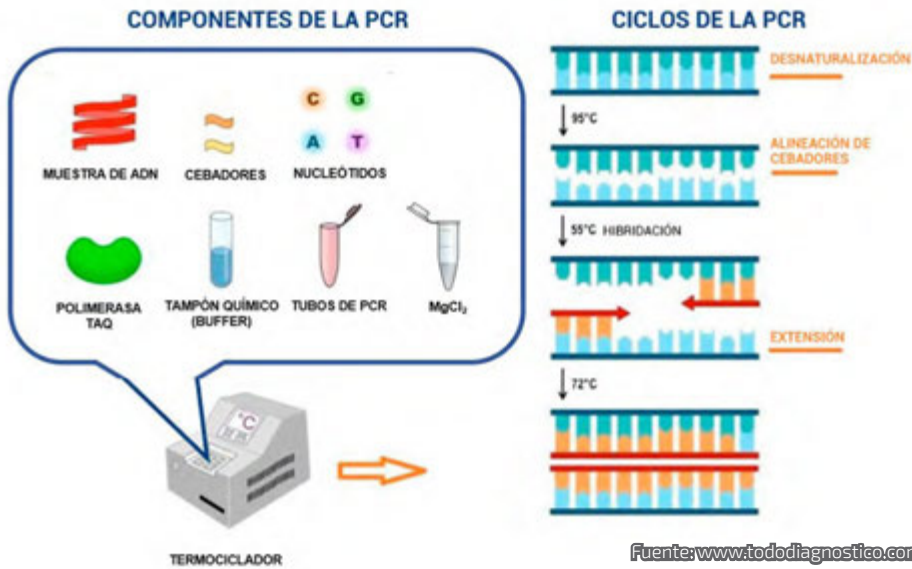 COMPONENTES DE LA PCR
MUESTRA DE ADN
CEBADORES
C
G
A
T
NUCLEÓTIDOS
POLIMERASA
TAQ
TAMPÓN QUÍMICO
(BUFFER)
TUBOS DE PCR
MgCl₂
°C
TERMOCICLADOR
CICLOS DE LA PCR
DESNATURALIZACIÓN
95°C
ALINEACIÓN DE
CEBADORES
55°C HIBRIDACIÓN
EXTENSIÓN
72°C
Fuente: www.tododiagnostico.com